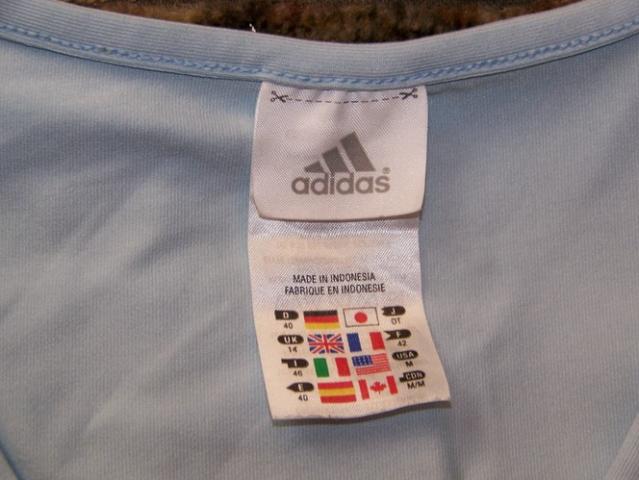 adidas®
MADE IN INDONESIA
FABRIQUE EN INDONESIE
D 40 J OT
UK 14 F 42
I 46 USA M
E 40 CDN M/M